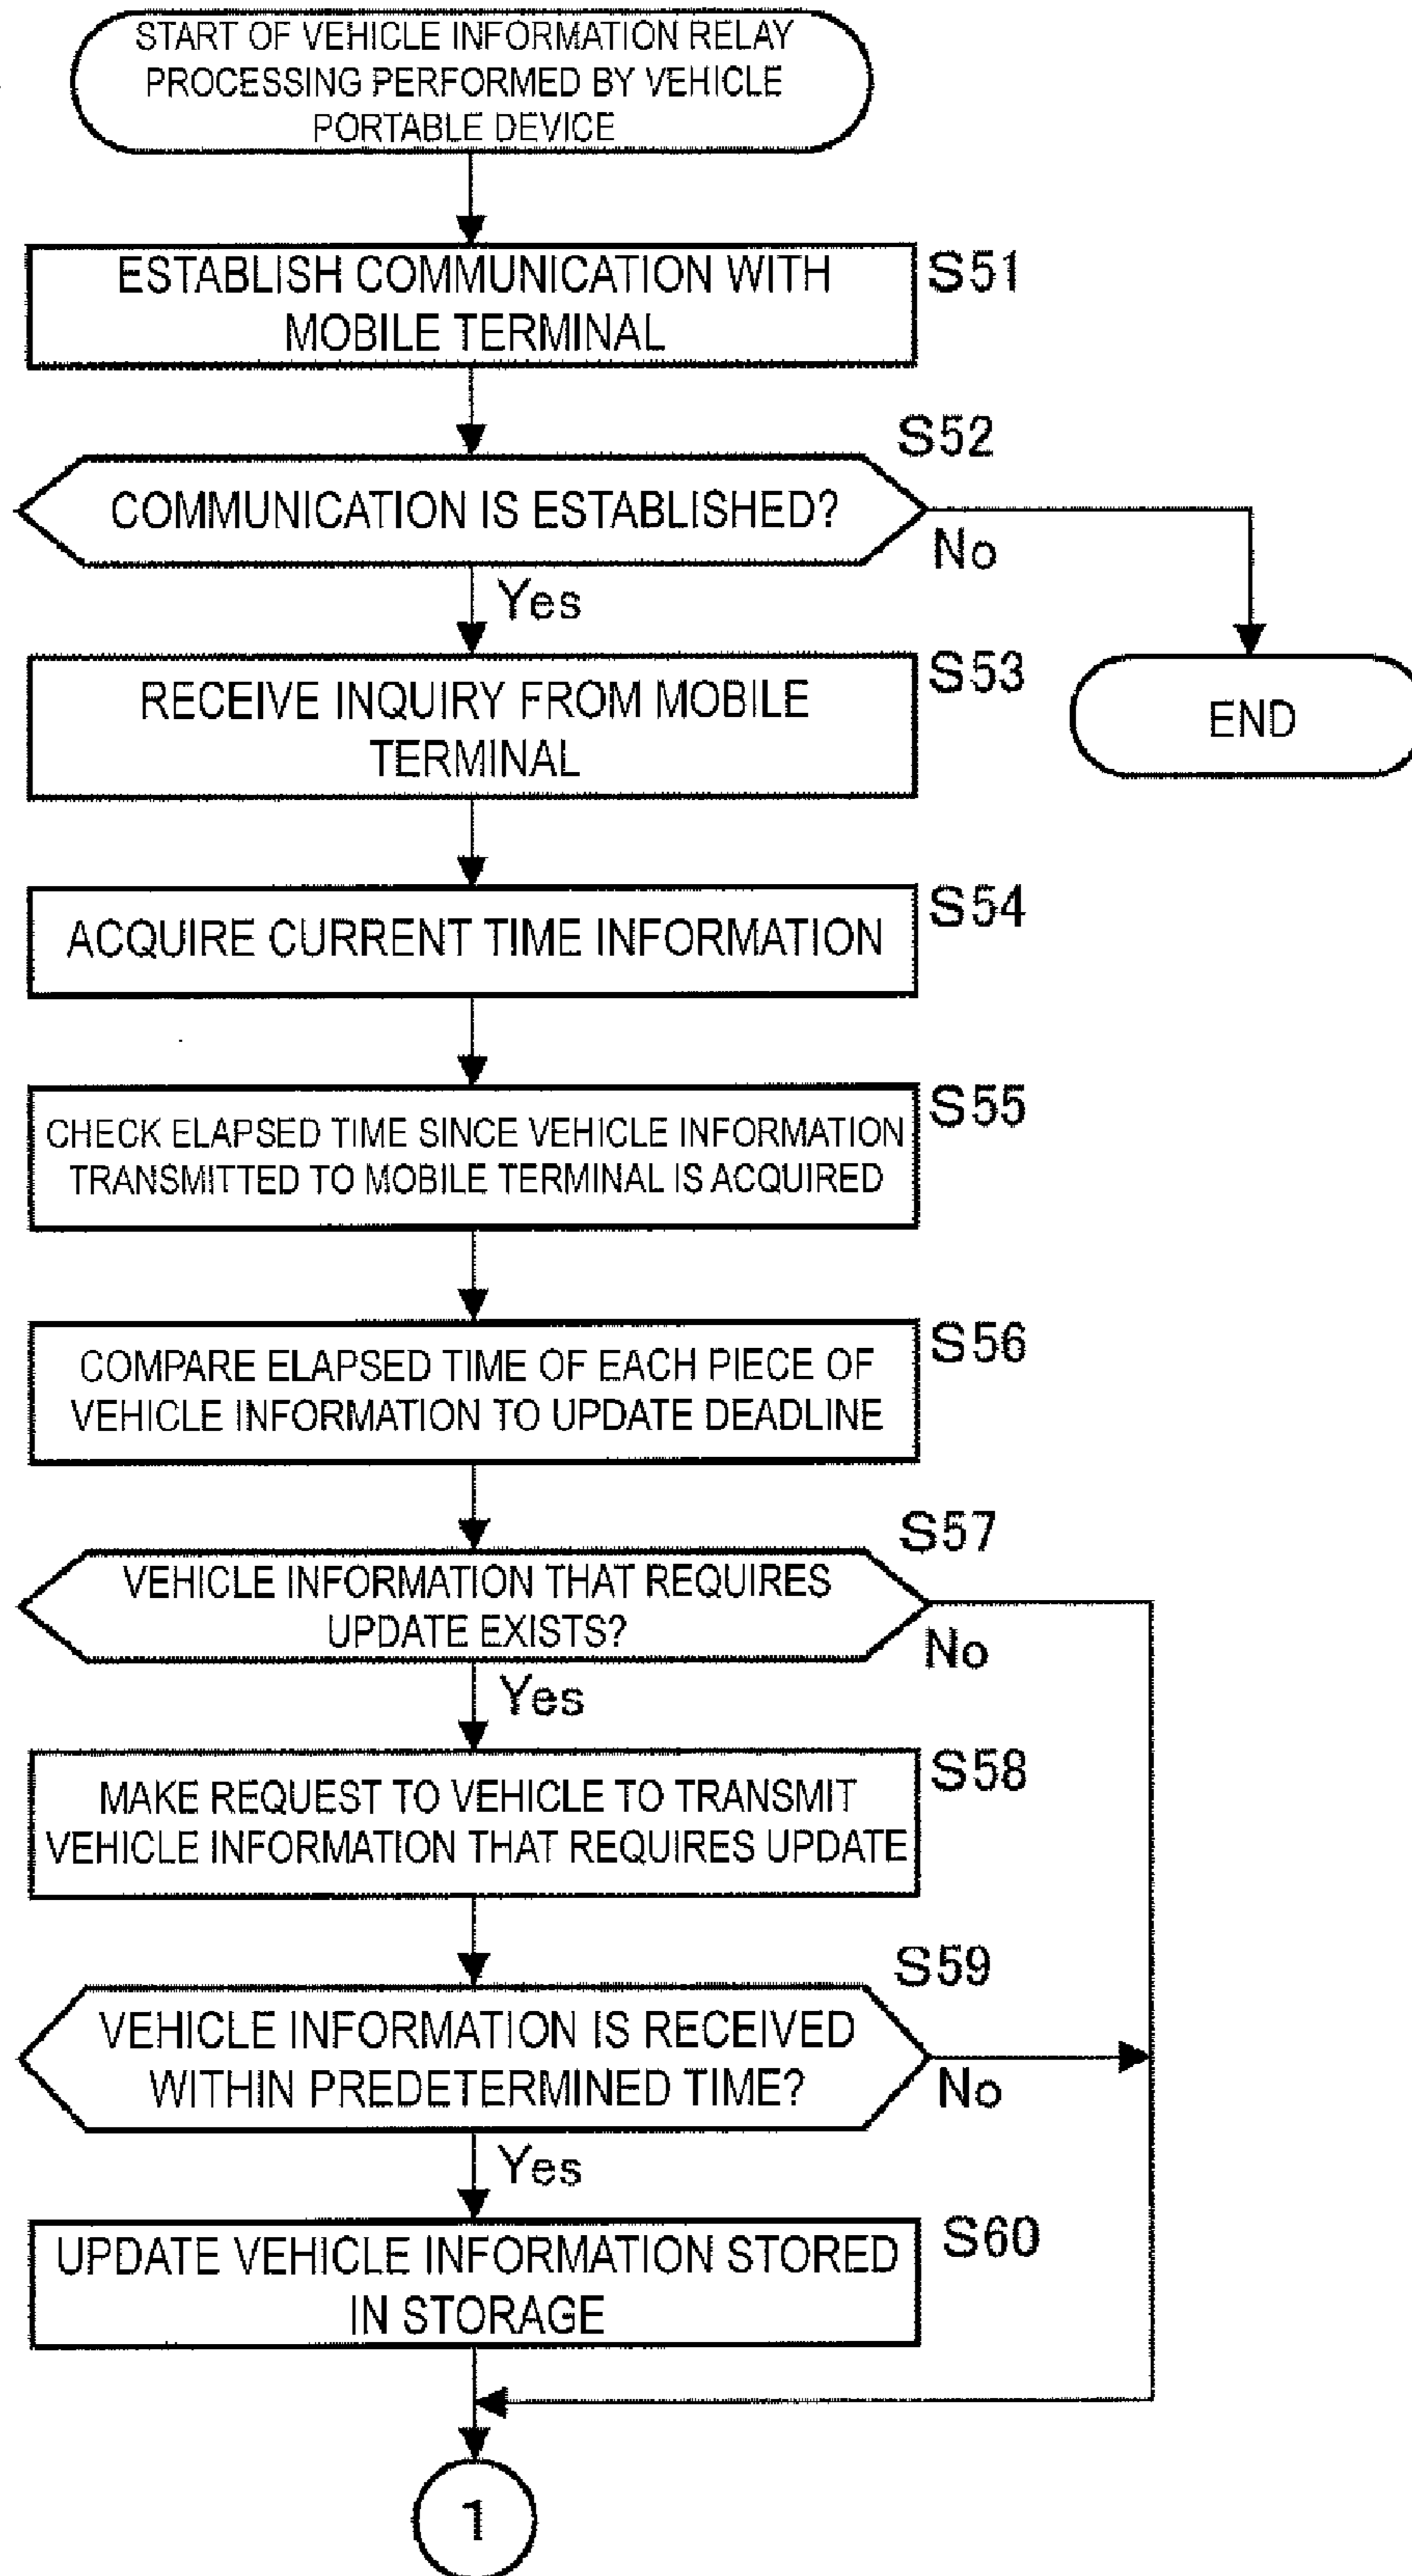 START OF VEHICLE INFORMATION RELAY
PROCESSING PERFORMED BY VEHICLE
PORTABLE DEVICE
ESTABLISH COMMUNICATION WITH
MOBILE TERMINAL
S51
S52
COMMUNICATION IS ESTABLISHED?
No
Yes
RECEIVE INQUIRY FROM MOBILE
TERMINAL
S53
END
ACQUIRE CURRENT TIME INFORMATION
S54
CHECK ELAPSED TIME SINCE VEHICLE INFORMATION
TRANSMITTED TO MOBILE TERMINAL IS ACQUIRED
S55
COMPARE ELAPSED TIME OF EACH PIECE OF
VEHICLE INFORMATION TO UPDATE DEADLINE
S56
S57
VEHICLE INFORMATION THAT REQUIRES
UPDATE EXISTS?
No
Yes
MAKE REQUEST TO VEHICLE TO TRANSMIT
VEHICLE INFORMATION THAT REQUIRES UPDATE
S58
S59
VEHICLE INFORMATION IS RECEIVED
WITHIN PREDETERMINED TIME?
No
Yes
UPDATE VEHICLE INFORMATION STORED
IN STORAGE
S60
1